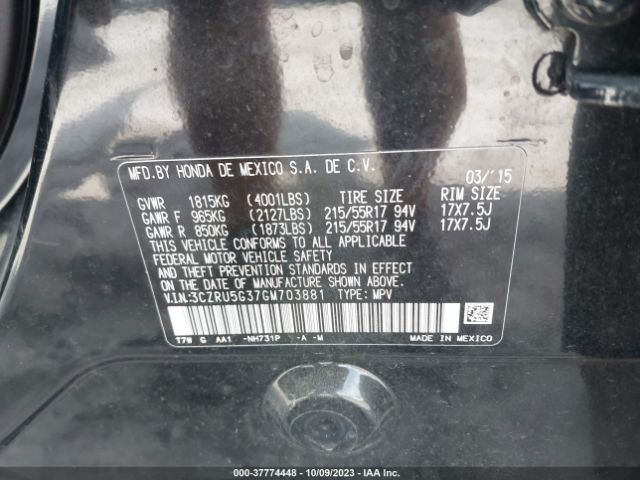 MFD.BY HONDA DE MEXICO S.A. DE C.V. 03/'15
GVWR 1815KG (4001LBS) TIRE SIZE RIM SIZE
GAWR F 965KG (2127LBS) 215/55R17 94V 17X7.5J
GAWR R 850KG (1873LBS) 215/55R17 94V 17X7.5J
THIS VEHICLE CONFORMS TO ALL APPLICABLE
FEDERAL MOTOR VEHICLE SAFETY
AND THEFT PREVENTION STANDARDS IN EFFECT
ON THE DATE OF MANUFACTURE SHOWN ABOVE.
V.I.N:3CZRU5G37GM703881 TYPE: MPV
T7@ G AA1 -NH731P -A -M MADE IN MEXICO
000-37774448 - 10/09/2023 - IAA Inc.